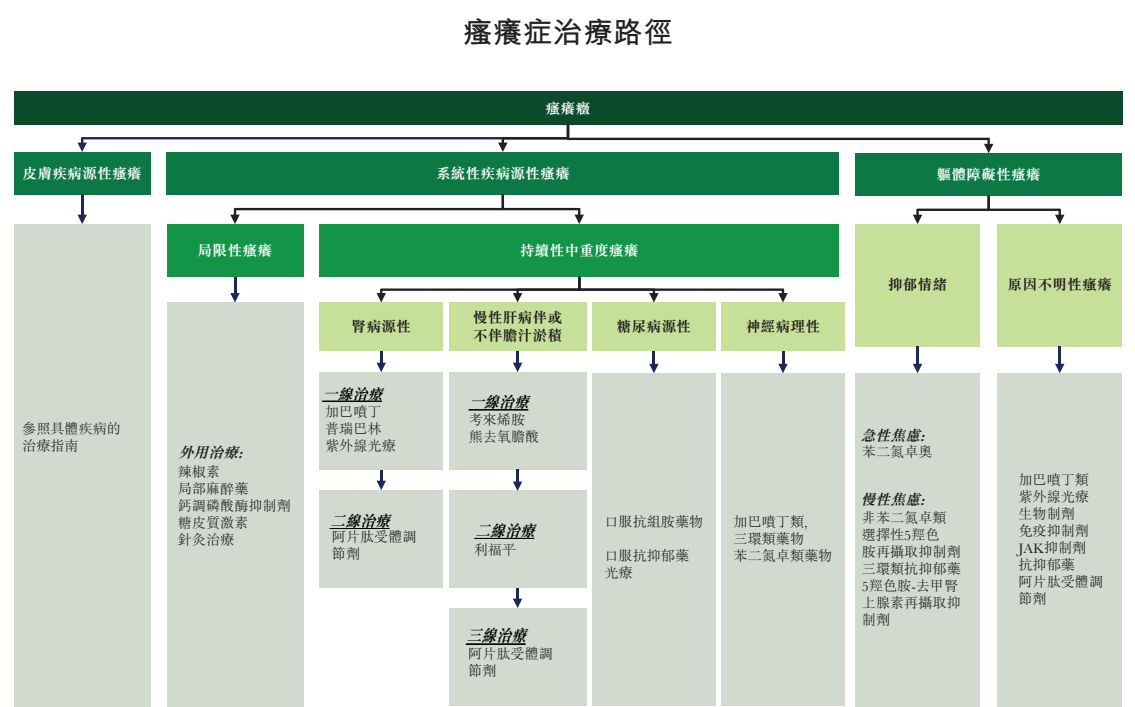 瘙癢症治療路徑
瘙癢癥
皮膚疾病源性瘙癢
系統性疾病源性瘙癢
軀體障礙性瘙癢
局限性瘙癢
持續性中重度瘙癢
抑郁情緒
原因不明性瘙癢
腎病源性
慢性肝病伴或
不伴膽汁淤積
糖尿病源性
神經病理性
參照具體疾病的
治療指南
外用治療:
辣椒素
局部麻醉藥
鈣調磷酸酶抑制劑
糖皮質激素
針灸治療
一線治療
加巴噴丁
普瑞巴林
紫外線光療
二線治療
阿片肽受體調
節劑
一線治療
考來烯胺
熊去氧膽酸
二線治療
利福平
三線治療
阿片肽受體調
節劑
口服抗組胺藥物
口服抗抑郁藥
光療
加巴噴丁類,
三環類藥物
苯二氮卓類藥物
急性焦慮:
苯二氮卓奧
慢性焦慮:
非苯二氮卓類
選擇性5羥色
胺再攝取抑制劑
三環類抗抑郁藥
5羥色胺-去甲腎
上腺素再攝取抑
制劑
加巴噴丁類
紫外線光療
生物制劑
免疫抑制劑
JAK抑制劑
抗抑郁藥
阿片肽受體調
節劑